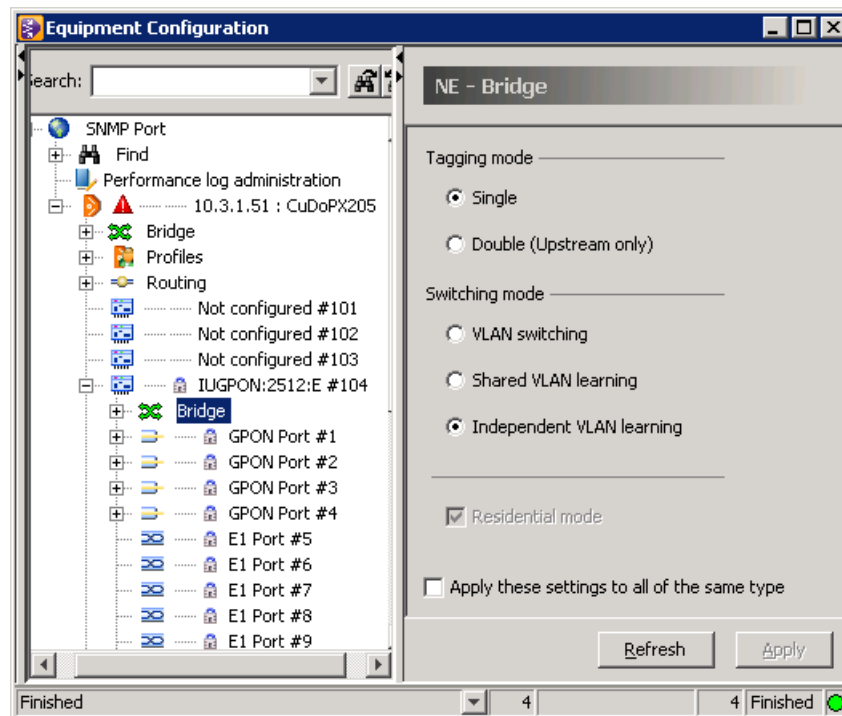 Equipment Configuration
Search:
SNMP Port
Find
Performance log administration
10.3.1.51 : CuDoPX205
Bridge
Profiles
Routing
Not configured #101
Not configured #102
Not configured #103
IUGPON:2512:E #104
Bridge
GPON Port #1
GPON Port #2
GPON Port #3
GPON Port #4
E1 Port #5
E1 Port #6
E1 Port #7
E1 Port #8
E1 Port #9
NE - Bridge
Tagging mode
Single
Double (Upstream only)
Switching mode
VLAN switching
Shared VLAN learning
Independent VLAN learning
Residential mode
Apply these settings to all of the same type
Refresh
Apply
Finished
4
4
Finished